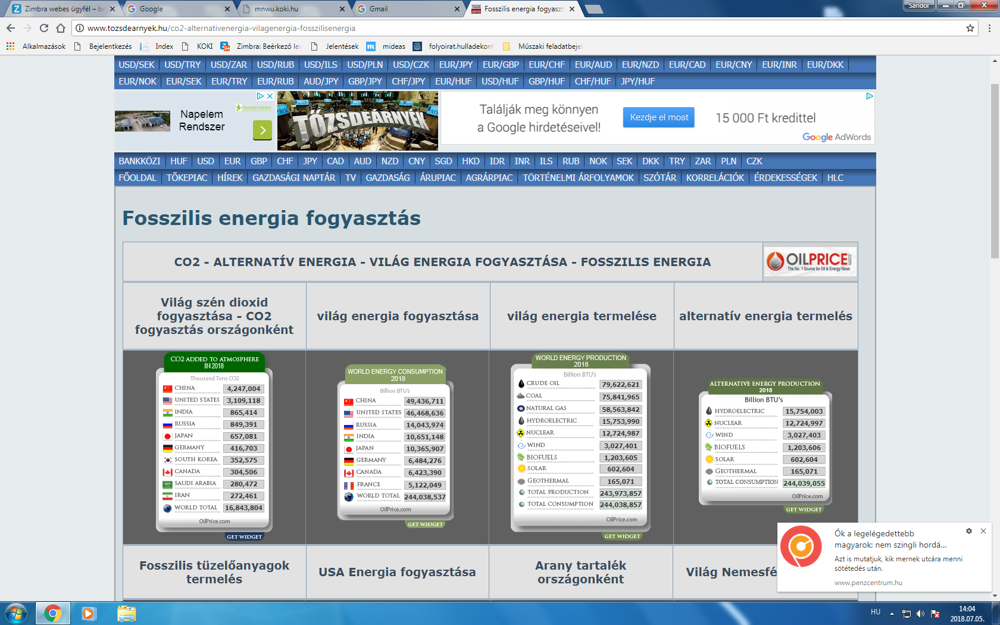 Zimbra webes ügyfél – be
Google
mnwu.koki.hu
Gmail
Fosszilis energia fogyaszt
Sándor
www.tozsdearnyek.hu/co2-alternativenergia-vilagenergia-fosszilisenergia
Alkalmazások
Bejelentkezés
Index
KOKI
Zimbra: Beérkező lev
Jelentések
mideas
folyoirat.hulladekonl
Műszaki feladatbejel
USD/SEK USD/TRY USD/ZAR USD/RUB USD/ILS USD/PLN USD/CZK EUR/JPY EUR/GBP EUR/CHF EUR/AUD EUR/NZD EUR/CAD EUR/CNY EUR/INR EUR/DKK
EUR/NOK EUR/SEK EUR/TRY EUR/RUB AUD/JPY GBP/JPY CHF/JPY EUR/HUF USD/HUF GBP/HUF CHF/HUF JPY/HUF
Napelem
Rendszer
GreenSys Electric
TŐZSDEÁRNYÉK
Találják meg könnyen
a Google hirdetéseivel!
Kezdje el most
15 000 Ft kredittel
Google AdWords
BANKKÖZI HUF USD EUR GBP CHF JPY CAD AUD NZD CNY SGD HKD IDR INR ILS RUB NOK SEK DKK TRY ZAR PLN CZK
FŐOLDAL TŐKEPIAC HÍREK GAZDASÁGI NAPTÁR TV GAZDASÁG ÁRUPIAC AGRÁRPIAC TÖRTÉNELMI ÁRFOLYAMOK SZÓTÁR KORRELÁCIÓK ÉRDEKESSÉGEK HLC
Fosszilis energia fogyasztás
CO2 - ALTERNATÍV ENERGIA - VILÁG ENERGIA FOGYASZTÁSA - FOSSZILIS ENERGIA
OILPRICE.com
The No. 1 Source for Oil & Energy News
Világ szén dioxid
fogyasztása - CO2
fogyasztás országonként
világ energia fogyasztása
világ energia termelése
alternatív energia termelés
CO2 ADDED TO ATMOSPHERE
IN 2018
Thousand Tons CO2
CHINA 4,247,004
UNITED STATES 3,109,118
INDIA 865,414
RUSSIA 849,391
JAPAN 657,081
GERMANY 416,703
SOUTH KOREA 352,575
CANADA 304,506
SAUDI ARABIA 280,472
IRAN 272,461
WORLD TOTAL 16,843,804
OilPrice.com
GET WIDGET
WORLD ENERGY CONSUMPTION
2018
Billion BTU's
CHINA 49,436,711
UNITED STATES 46,468,636
RUSSIA 14,043,974
INDIA 10,651,148
JAPAN 10,365,907
GERMANY 6,484,276
CANADA 6,423,390
FRANCE 5,122,049
WORLD TOTAL 244,038,537
OilPrice.com
GET WIDGET
WORLD ENERGY PRODUCTION
2018
Billion BTU's
CRUDE OIL 79,622,621
COAL 75,841,965
NATURAL GAS 58,563,842
HYDROELECTRIC 15,753,990
NUCLEAR 12,724,987
WIND 3,027,401
BIOFUELS 1,203,605
SOLAR 602,604
GEOTHERMAL 165,071
TOTAL PRODUCTION 243,973,857
TOTAL CONSUMPTION 244,038,857
OilPrice.com
GET WIDGET
ALTERNATIVE ENERGY PRODUCTION
2018
Billion BTU's
HYDROELECTRIC 15,754,003
NUCLEAR 12,724,997
WIND 3,027,403
BIOFUELS 1,203,606
SOLAR 602,604
GEOTHERMAL 165,071
TOTAL CONSUMPTION 244,039,055
OilPrice.com
GET WIDGET
Fosszilis tüzelőanyagok
termelés
USA Energia fogyasztása
Arany tartalék
országonként
Világ Nemesfé
Ők a legelégedettebb
magyarok: nem szingli hordá...
Azt is mutatjuk, kik mernek utcára menni
sötétedés után.
www.penzcentrum.hu
HU
14:04
2018.07.05.